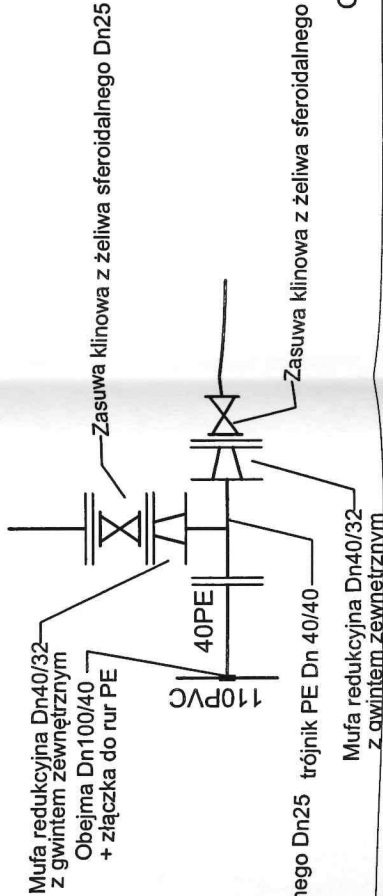 Mufa redukcyjna Dn40/32
z gwintem zewnętrznym
Obejma Dn100/40
+ złączka do rur PE
Zasuwa klinowa z żeliwa sferoidalnego Dn25
40PE
110PVC
Zasuwa klinowa z żeliwa sferoidalnego
nego Dn25
trójnik PE Dn 40/40
Mufa redukcyjna Dn40/32
z gwintem zewnętrznym